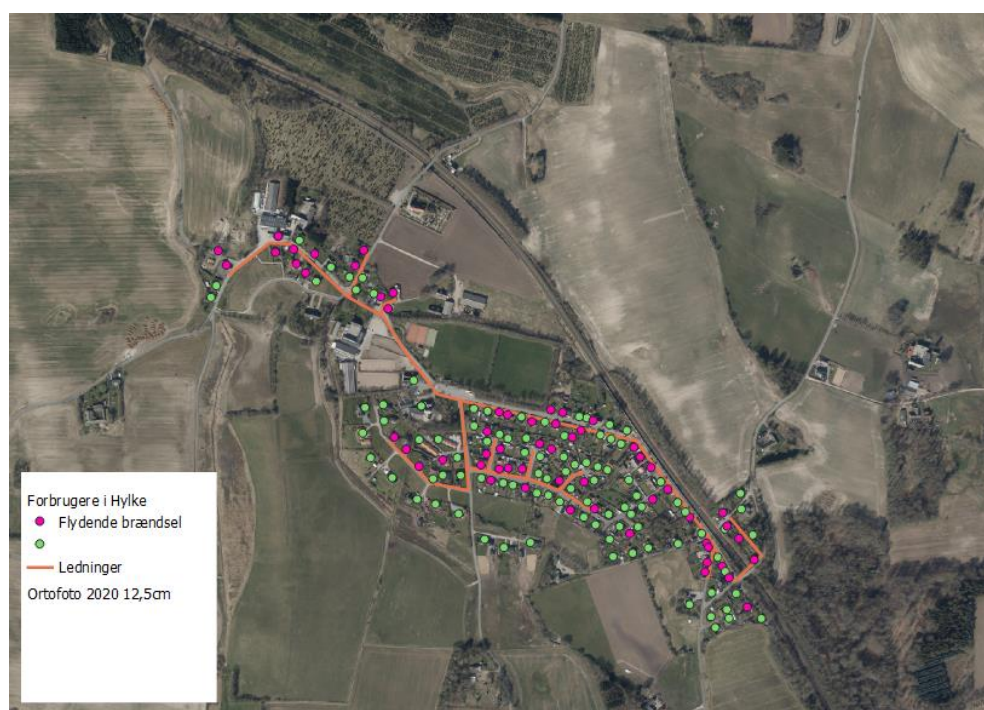 Forbrugere i Hylke
Flydende brændsel
Ledninger
Ortofoto 2020 12,5cm